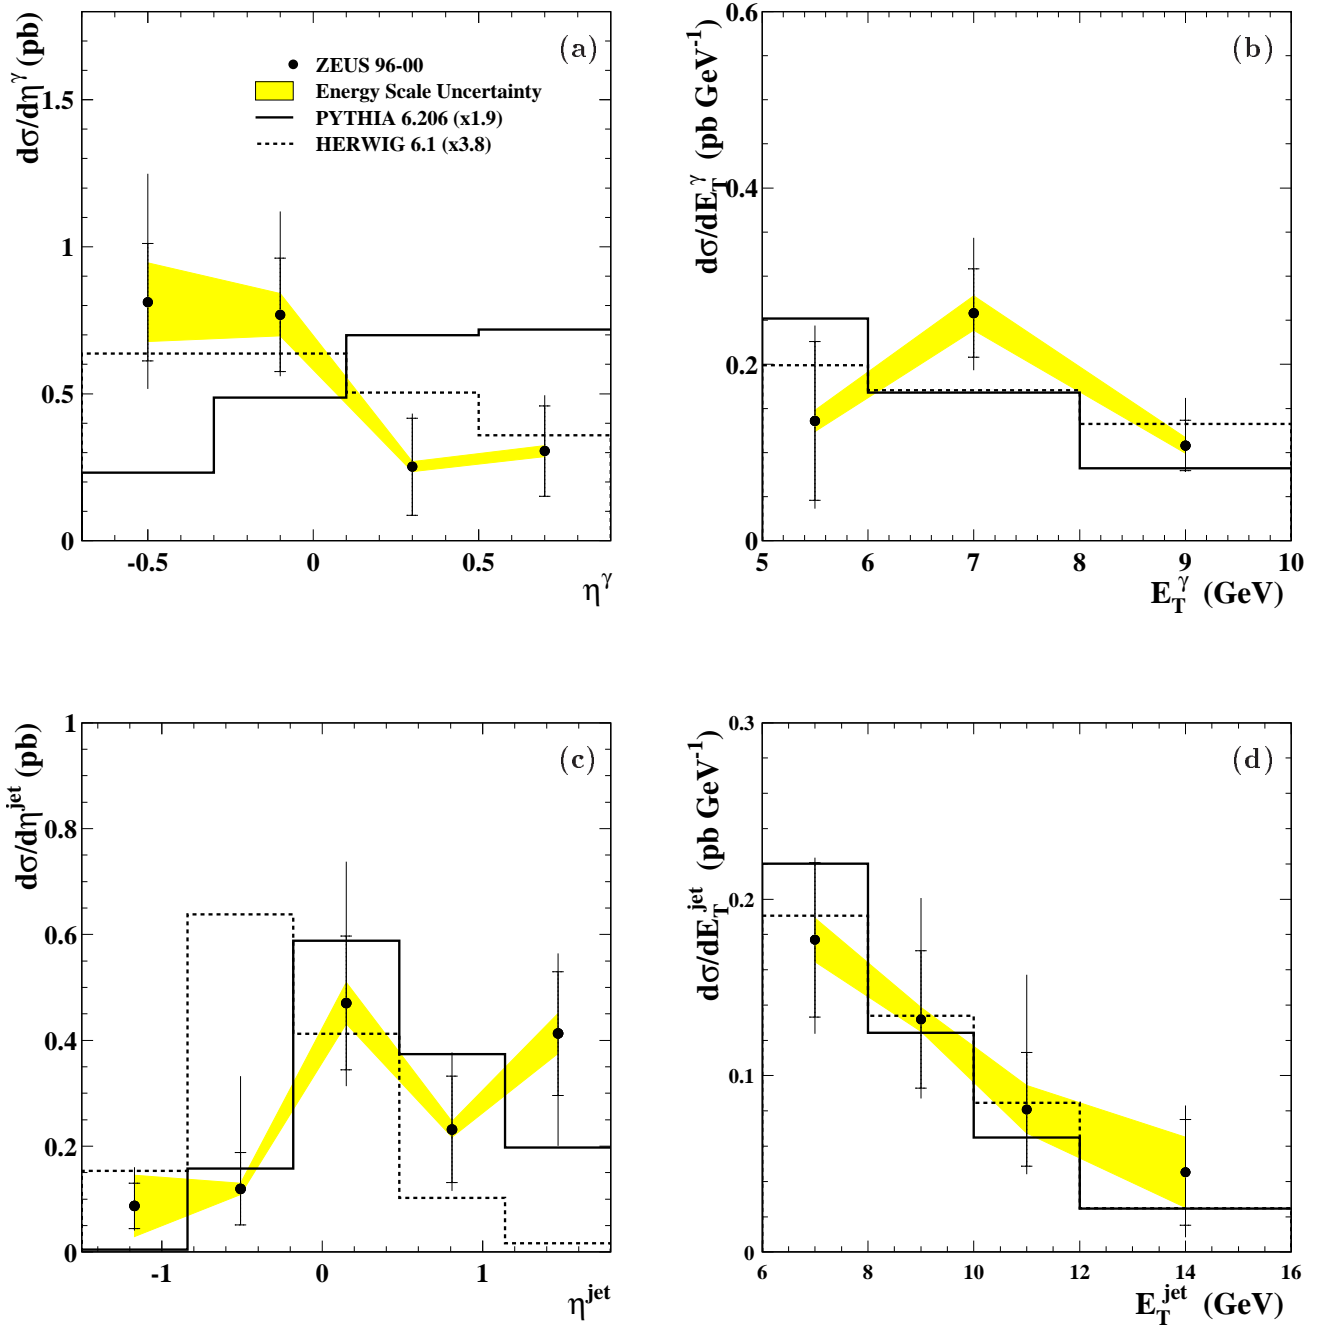 dσ/dη^γ (pb)
(a)
ZEUS 96-00
Energy Scale Uncertainty
PYTHIA 6.206 (x1.9)
HERWIG 6.1 (x3.8)
1.5
1
0.5
0
-0.5 0 0.5
η^γ
dσ/dE_T^γ (pb GeV^-1)
(b)
0.6
0.4
0.2
0
5 6 7 8 9 10
E_T^γ (GeV)
dσ/dη^jet (pb)
(c)
1
0.8
0.6
0.4
0.2
0
-1 0 1
η^jet
dσ/dE_T^jet (pb GeV^-1)
(d)
0.3
0.2
0.1
0
6 8 10 12 14 16
E_T^jet (GeV)